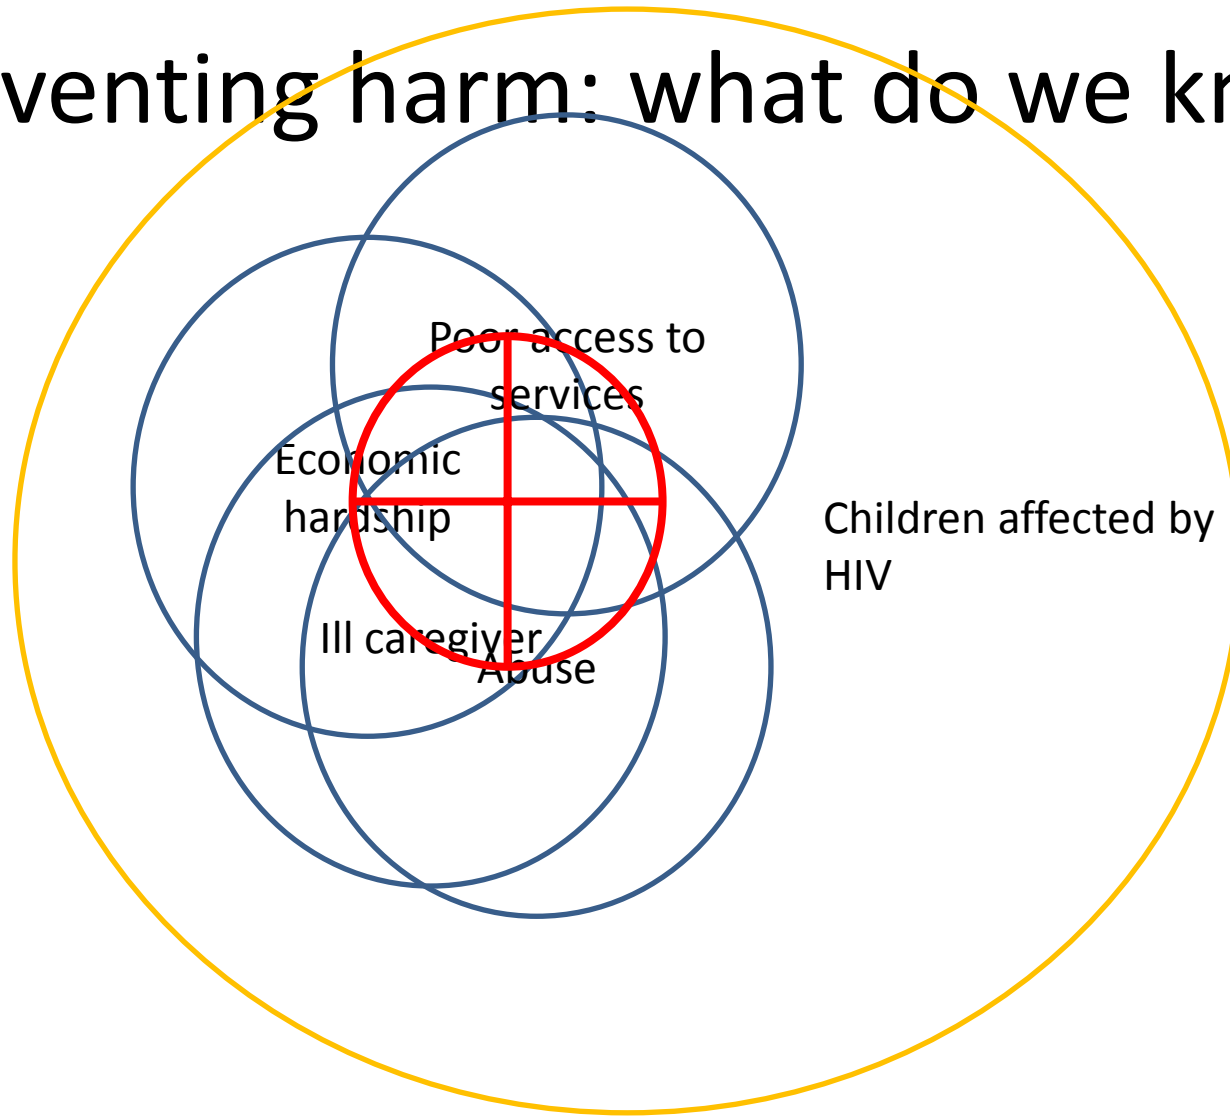 venting harm: what do we kn
Poor access to
services
Economic
hardship
Children affected by
HIV
Ill caregiver
Abuse